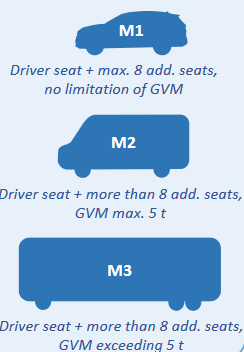 M1
Driver seat + max. 8 add. seats,
no limitation of GVM
M2
Driver seat + more than 8 add. seats,
GVM max. 5 t
M3
Driver seat + more than 8 add. seats,
GVM exceeding 5 t